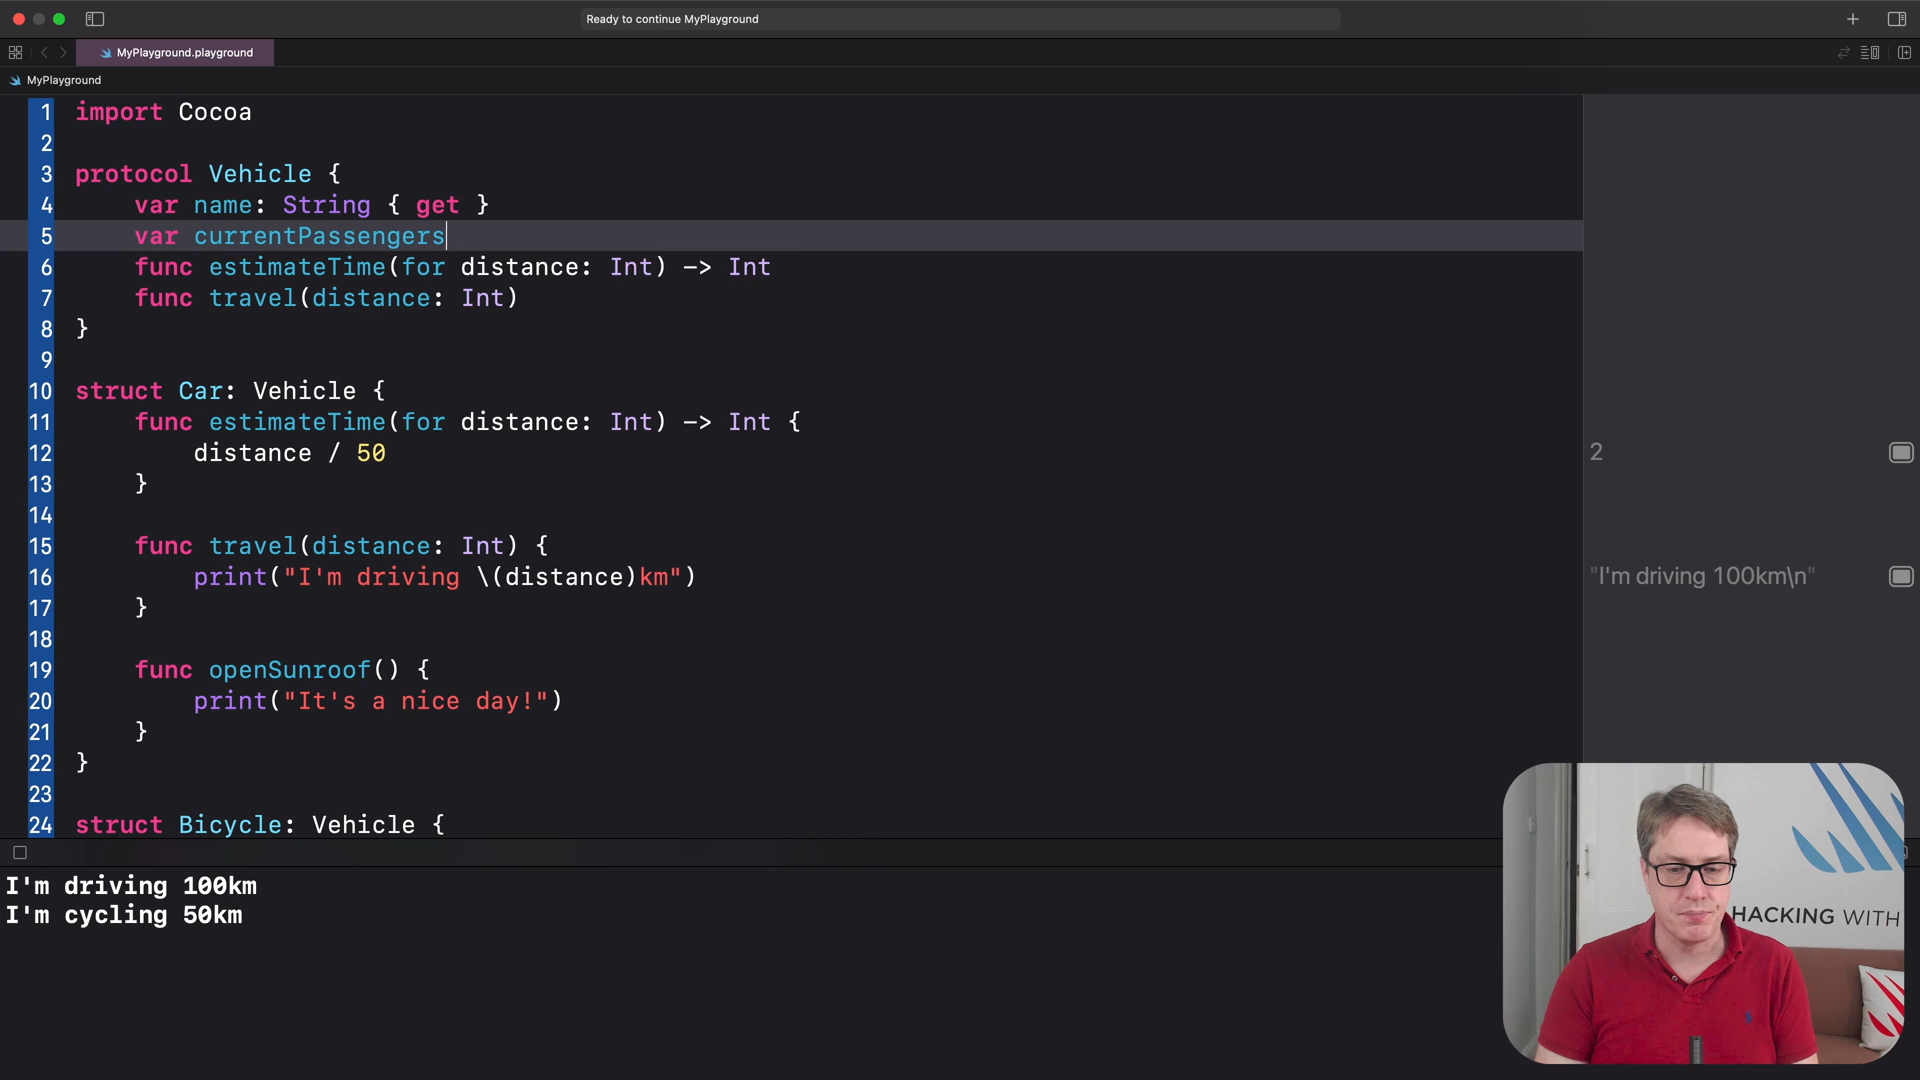 Ready to continue MyPlayground
MyPlayground.playground
MyPlayground
1 import Cocoa
2
3 protocol Vehicle {
4 var name: String { get }
5 var currentPassengers
6 func estimateTime(for distance: Int) -> Int
7 func travel(distance: Int)
8 }
9
10 struct Car: Vehicle {
11 func estimateTime(for distance: Int) -> Int {
12 distance / 50
2
13 }
14
15 func travel(distance: Int) {
16 print("I'm driving \(distance)km")
"I'm driving 100km\n"
17 }
18
19 func openSunroof() {
20 print("It's a nice day!")
21 }
22 }
23
24 struct Bicycle: Vehicle {
I'm driving 100km
I'm cycling 50km
HACKING WITH